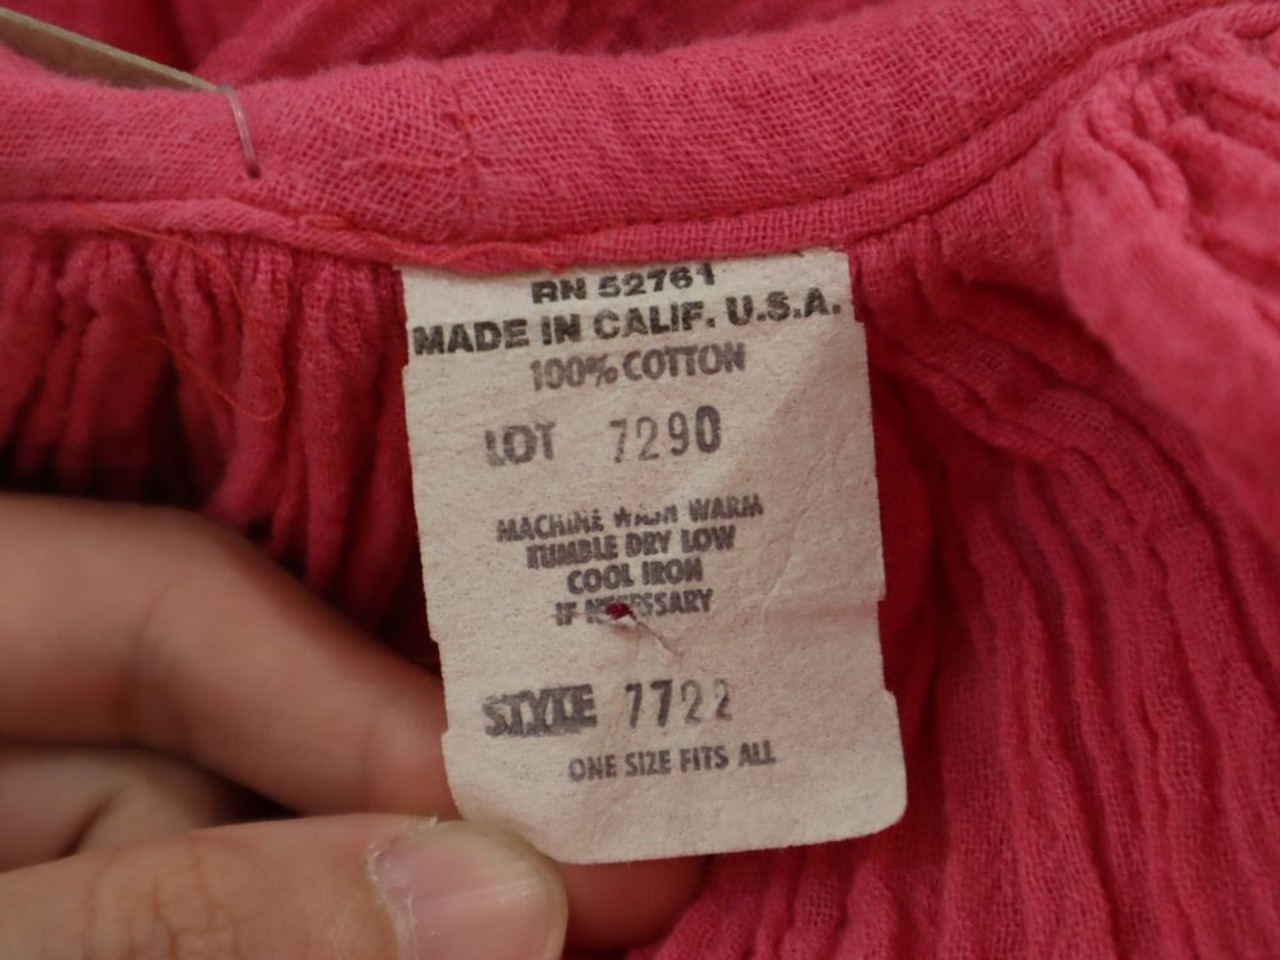 RN 52761
MADE IN CALIF. U.S.A.
100% COTTON
LOT 7290
MACHINE WASH WARM
TUMBLE DRY LOW
COOL IRON
IF NECESSARY
STYLE 7722
ONE SIZE FITS ALL